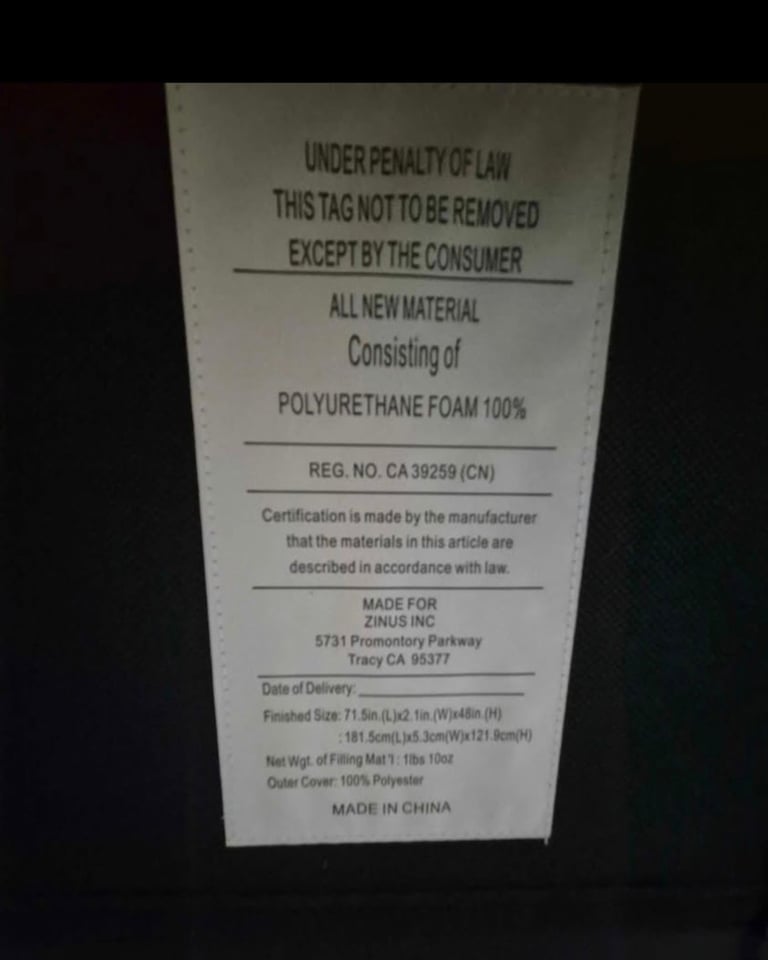 UNDER PENALTY OF LAW
THIS TAG NOT TO BE REMOVED
EXCEPT BY THE CONSUMER
ALL NEW MATERIAL
Consisting of
POLYURETHANE FOAM 100%
REG. NO. CA 39259 (CN)
Certification is made by the manufacturer
that the materials in this article are
described in accordance with law.
MADE FOR
ZINUS INC
5731 Promontory Parkway
Tracy CA 95377
Date of Delivery:
Finished Size: 71.5in.(L)x2.1in.(W)x48in.(H)
: 181.5cm(L)x5.3cm(W)x121.9cm(H)
Net Wgt. of Filling Mat'l : 1lbs 10oz
Outer Cover: 100% Polyester
MADE IN CHINA